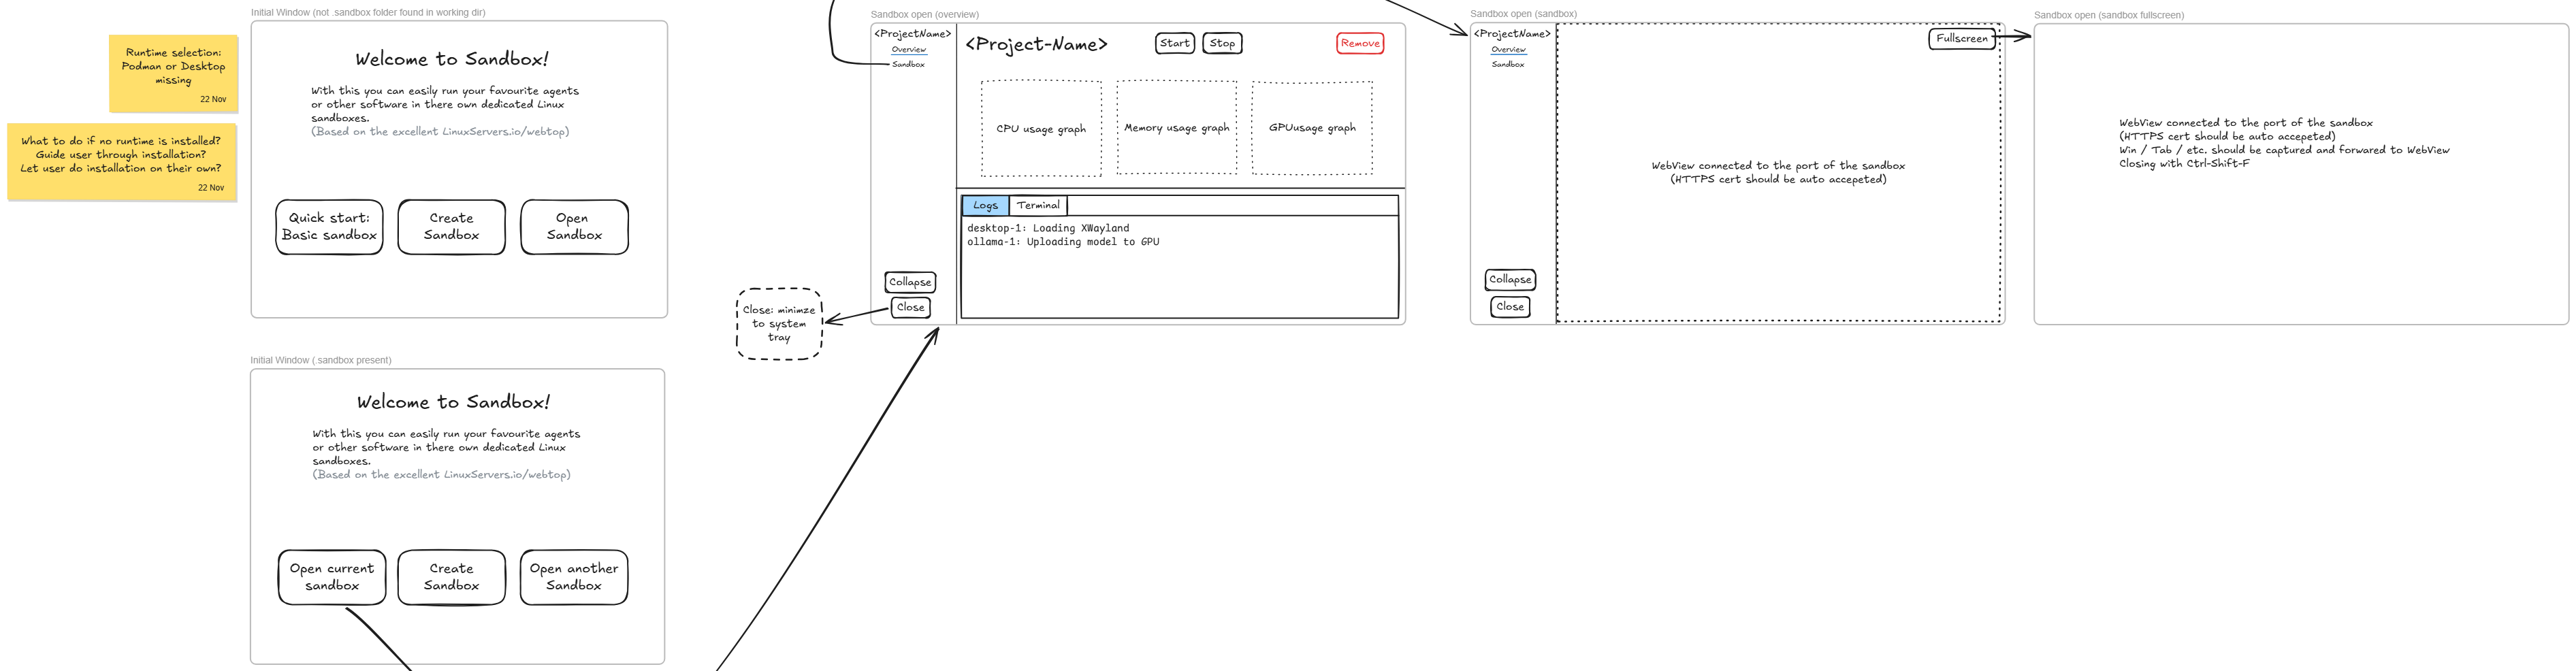 Runtime selection:
Podman or Desktop
missing
22 Nov
What to do if no runtime is installed?
Guide user through installation?
Let user do installation on their own?
22 Nov
Initial Window (not .sandbox folder found in working dir)
Welcome to Sandbox!
With this you can easily run your favourite agents
or other software in there own dedicated Linux
sandboxes.
(Based on the excellent LinuxServers.io/webtop)
Quick start:
Basic sandbox
Create
Sandbox
Open
Sandbox
Initial Window (.sandbox present)
Welcome to Sandbox!
With this you can easily run your favourite agents
or other software in there own dedicated Linux
sandboxes.
(Based on the excellent LinuxServers.io/webtop)
Open current
sandbox
Create
Sandbox
Open another
Sandbox
Close: minimze
to system
tray
Sandbox open (overview)
<ProjectName>
Overview
Sandbox
Collapse
Close
<Project-Name>
Start
Stop
Remove
CPU usage graph
Memory usage graph
GPUusage graph
Logs
Terminal
desktop-1: Loading XWayland
ollama-1: Uploading model to GPU
Sandbox open (sandbox)
<ProjectName>
Overview
Sandbox
Collapse
Close
Fullscreen
WebView connected to the port of the sandbox
(HTTPS cert should be auto accepeted)
Sandbox open (sandbox fullscreen)
WebView connected to the port of the sandbox
(HTTPS cert should be auto accepeted)
Win / Tab / etc. should be captured and forwared to WebView
Closing with Ctrl-Shift-F